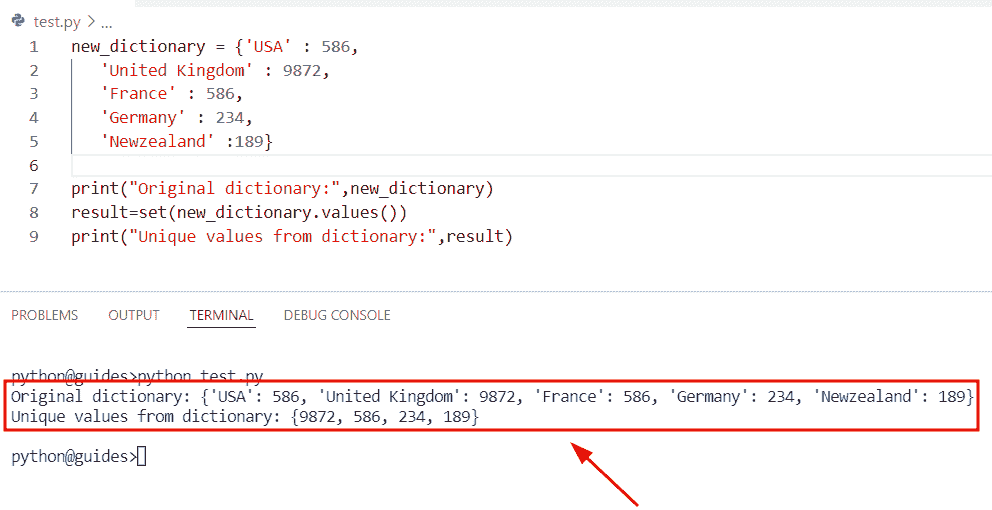 test.py > ...
1 new_dictionary = {'USA' : 586,
2 'United Kingdom' : 9872,
3 'France' : 586,
4 'Germany' : 234,
5 'Newzealand' :189}
6
7 print("Original dictionary:",new_dictionary)
8 result=set(new_dictionary.values())
9 print("Unique values from dictionary:",result)
PROBLEMS OUTPUT TERMINAL DEBUG CONSOLE
python@guides>python test.py
Original dictionary: {'USA': 586, 'United Kingdom': 9872, 'France': 586, 'Germany': 234, 'Newzealand': 189}
Unique values from dictionary: {9872, 586, 234, 189}
python@guides>